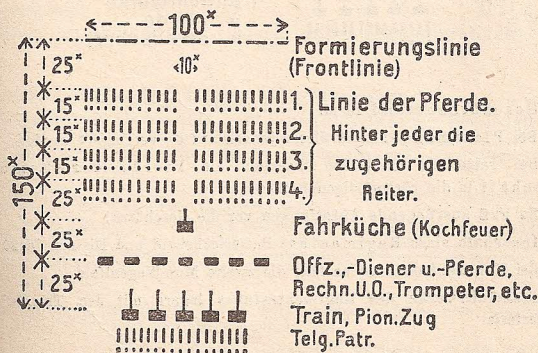 100ˣ
Formierungslinie
(Frontlinie)
25ˣ
10ˣ
1. Linie der Pferde.
15ˣ
2. Hinter jeder die
15ˣ
3. zugehörigen
15ˣ
4. Reiter.
150ˣ
25ˣ
Fahrküche (Kochfeuer)
25ˣ
Offz.,-Diener u.-Pferde,
25ˣ
Rechn.U.O., Trompeter, etc.
Train, Pion.Zug
Telg.Patr.